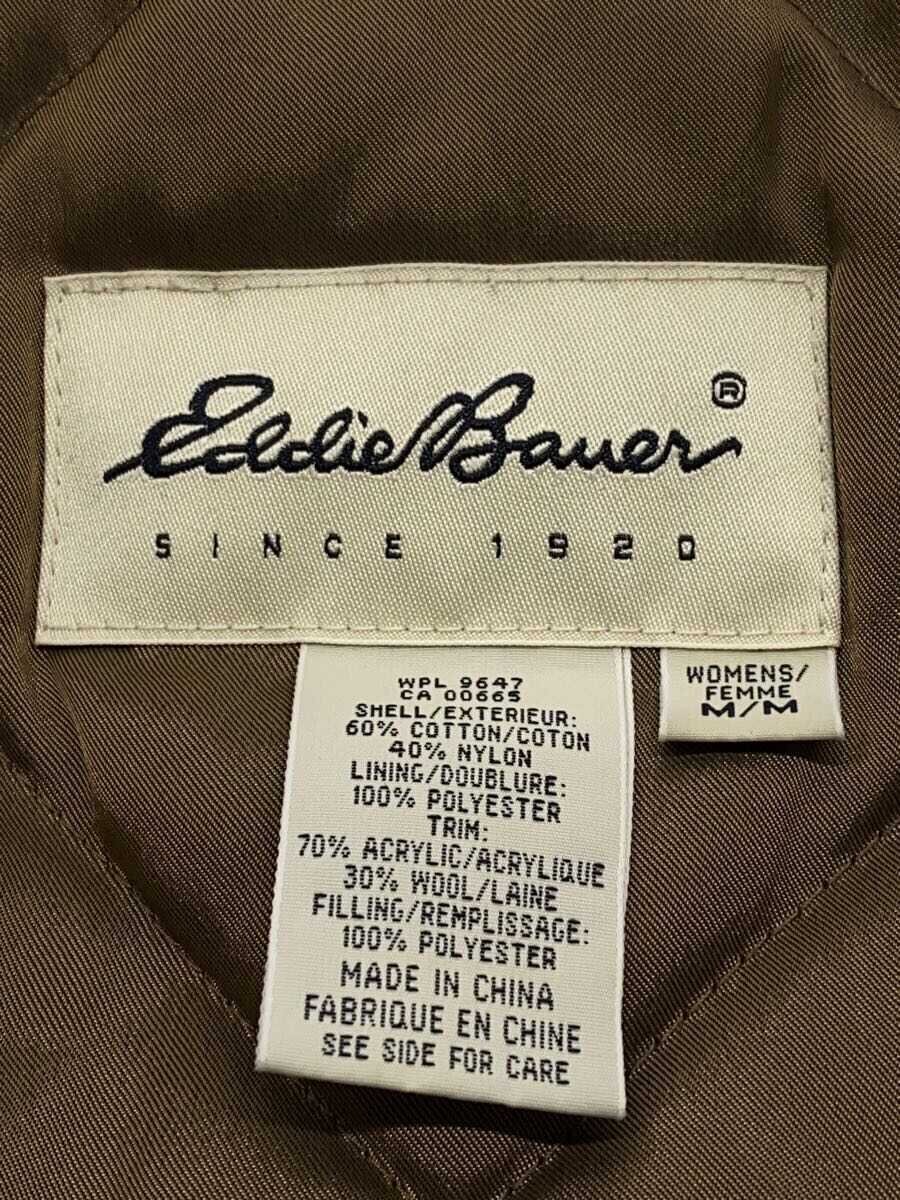 Eddie Bauer ®
SINCE 1920
WPL 9647
CA 00665
SHELL/EXTERIEUR:
60% COTTON/COTON
40% NYLON
LINING/DOUBLURE:
100% POLYESTER
TRIM:
70% ACRYLIC/ACRYLIQUE
30% WOOL/LAINE
FILLING/REMPLISSAGE:
100% POLYESTER
MADE IN CHINA
FABRIQUE EN CHINE
SEE SIDE FOR CARE
WOMENS/
FEMME
M/M